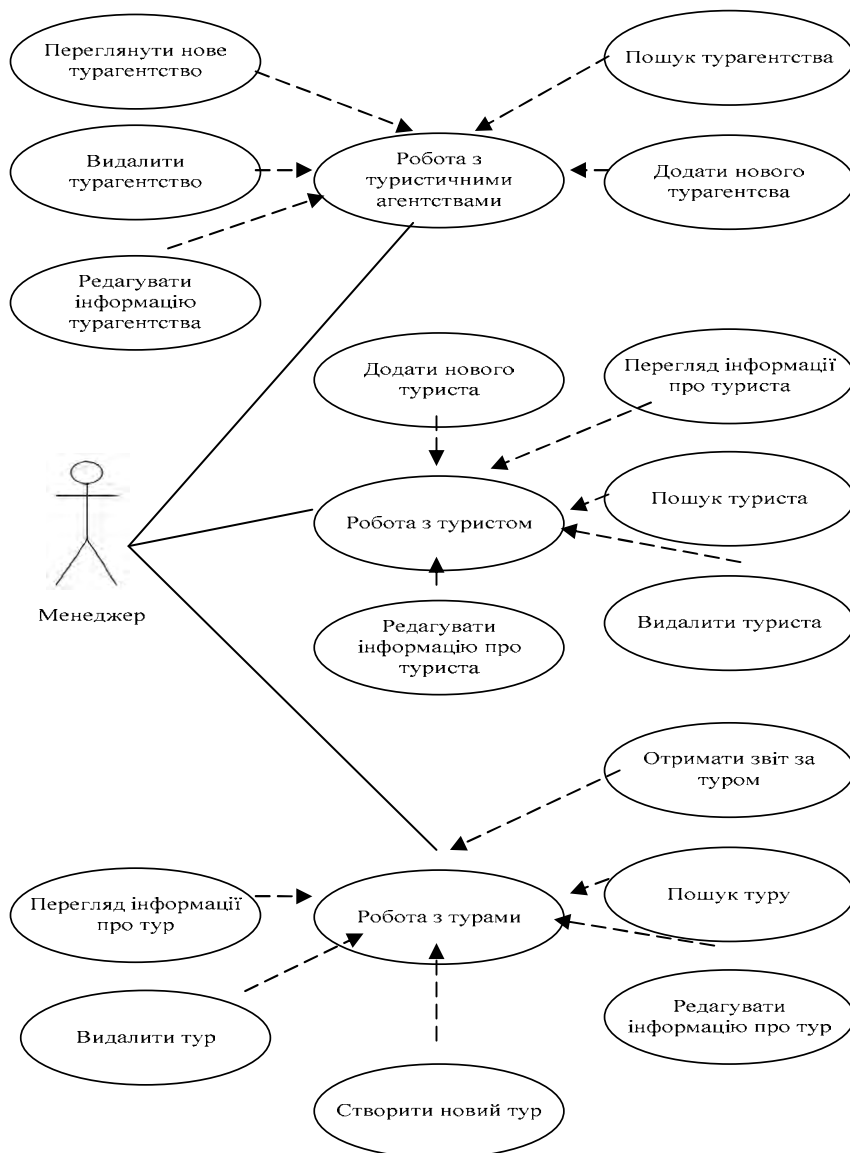 Переглянути нове
турагентство
Пошук турагентства
Видалити
турагентство
Робота з
туристичними
агентствами
Додати нового
турагентсва
Редагувати
інформацію
турагентства
Додати нового
туриста
Перегляд інформації
про туриста
Робота з туристом
Пошук туриста
Менеджер
Редагувати
інформацію про
туриста
Видалити туриста
Отримати звіт за
туром
Перегляд інформації
про тур
Робота з турами
Пошук туру
Видалити тур
Редагувати
інформацію про тур
Створити новий тур